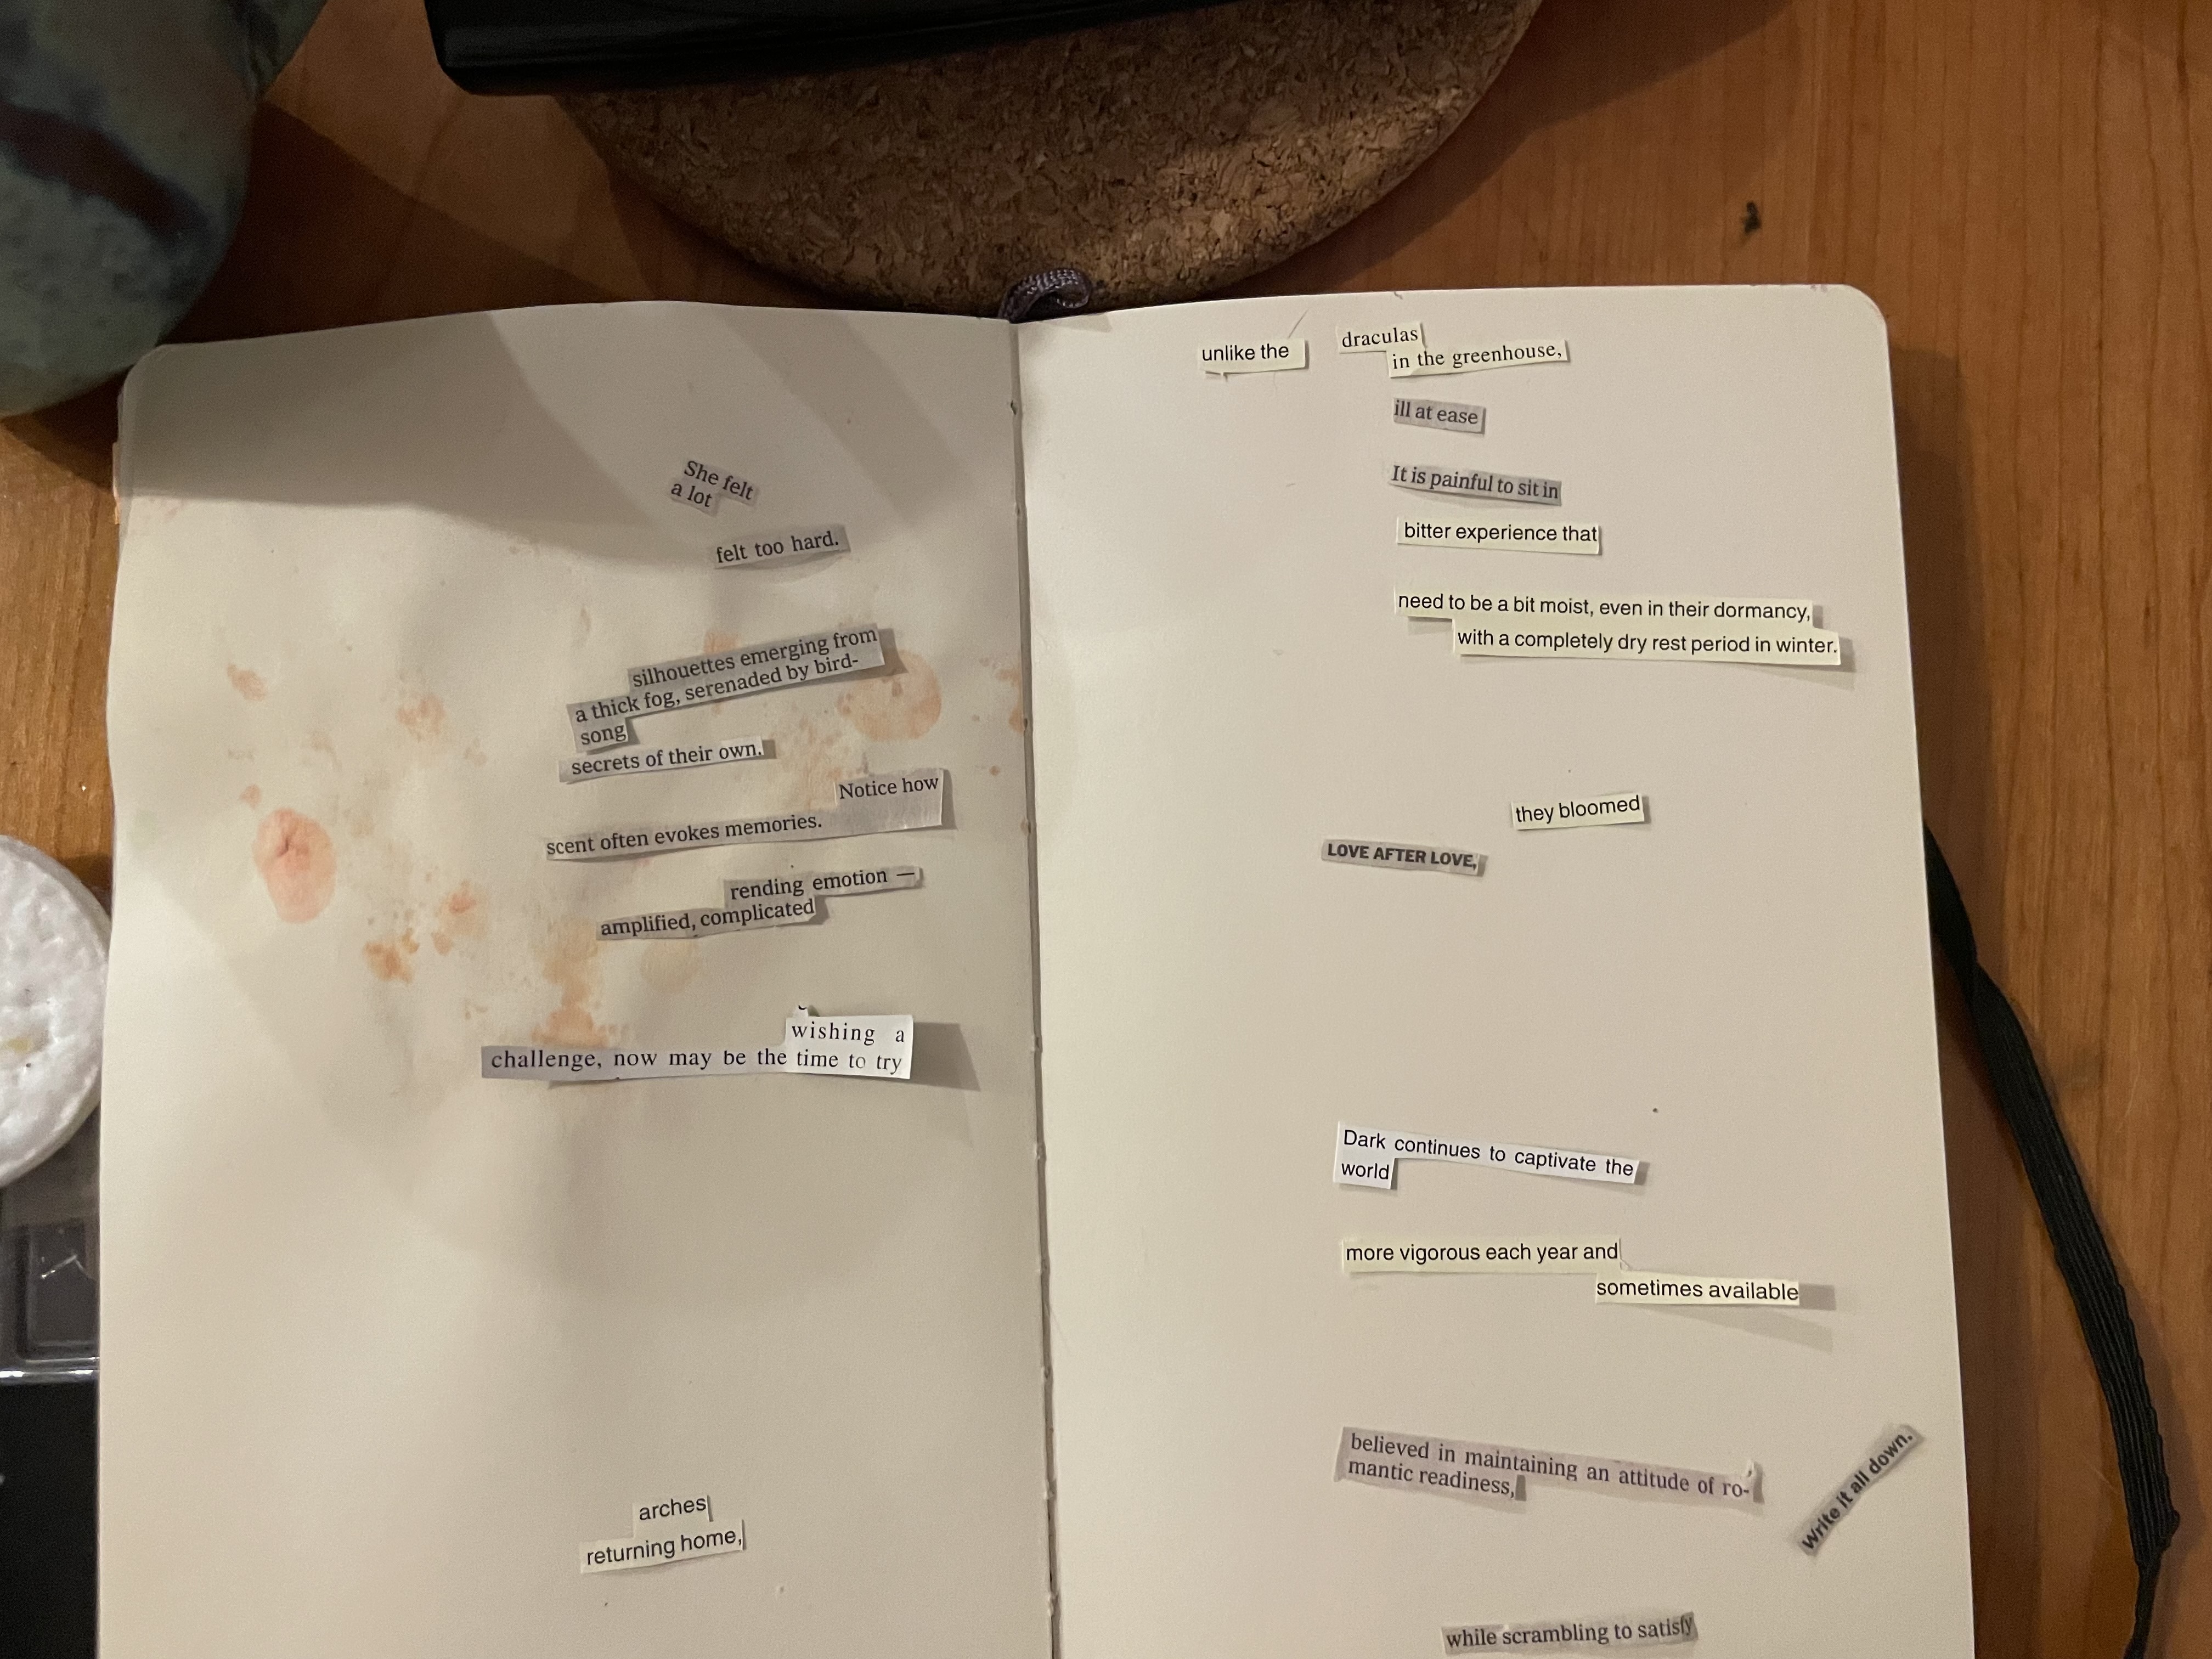 She felt
a lot
felt too hard.
silhouettes emerging from
a thick fog, serenaded by bird-
song
secrets of their own.
Notice how
scent often evokes memories.
rending emotion —
amplified, complicated
wishing a
challenge, now may be the time to try
arches
returning home,
unlike the
draculas
in the greenhouse,
ill at ease
It is painful to sit in
bitter experience that
need to be a bit moist, even in their dormancy,
with a completely dry rest period in winter.
they bloomed
LOVE AFTER LOVE,
Dark continues to captivate the
world
more vigorous each year and
sometimes available
believed in maintaining an attitude of ro-
mantic readiness,
Write it all down.
while scrambling to satisfy